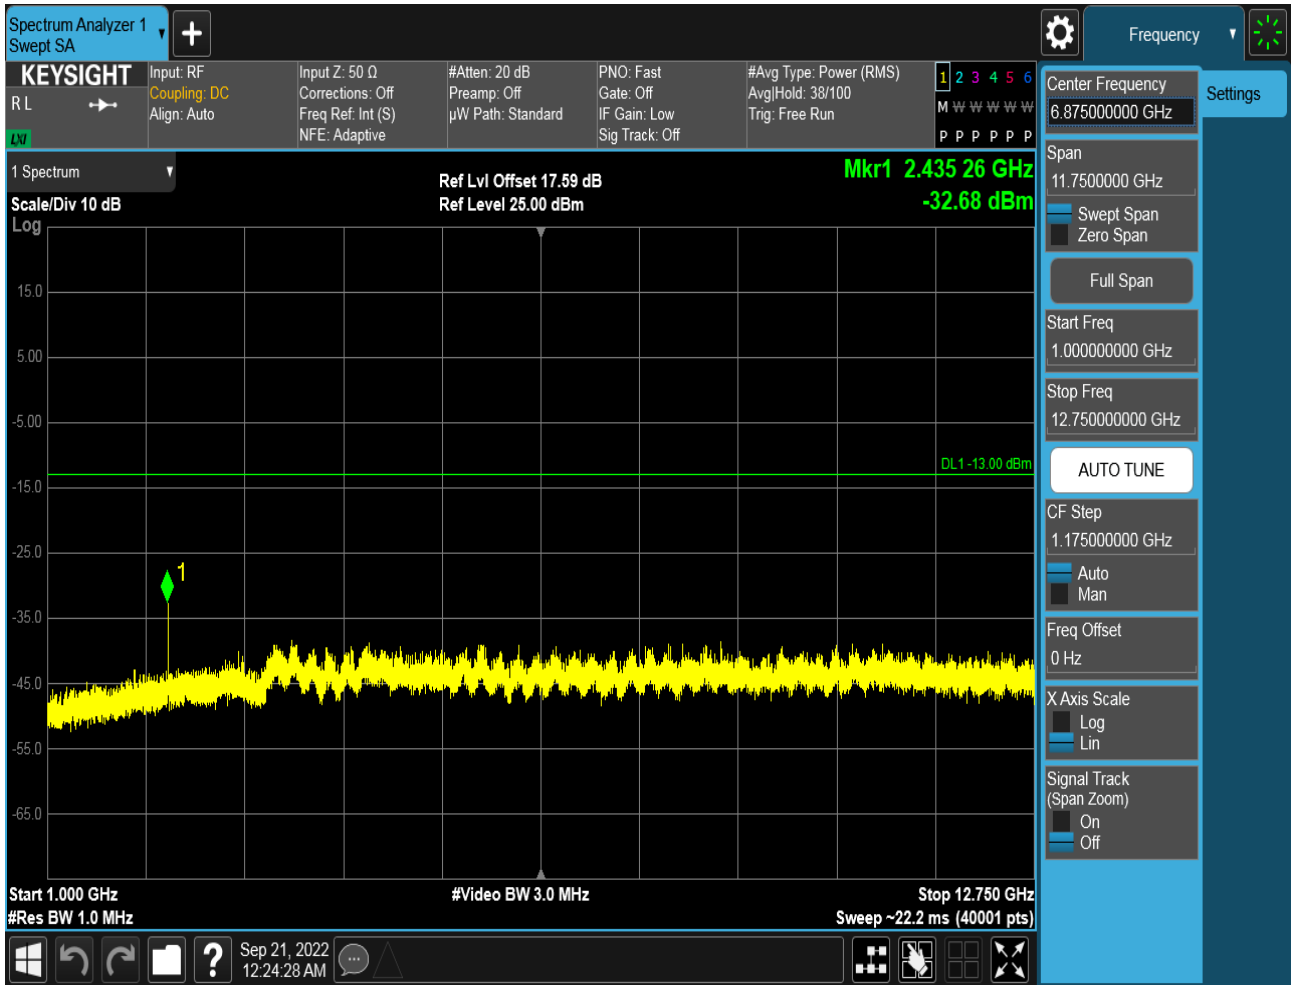 Spectrum Analyzer 1
Swept SA
Frequency
KEYSIGHT
R L
LXI
Input: RF
Coupling: DC
Align: Auto
Input Z: 50 Ω
Corrections: Off
Freq Ref: Int (S)
NFE: Adaptive
#Atten: 20 dB
Preamp: Off
µW Path: Standard
PNO: Fast
Gate: Off
IF Gain: Low
Sig Track: Off
#Avg Type: Power (RMS)
Avg|Hold: 38/100
Trig: Free Run
1 2 3 4 5 6
M W W W W W
P P P P P P
1 Spectrum
Scale/Div 10 dB
Log
Ref Lvl Offset 17.59 dB
Ref Level 25.00 dBm
Mkr1 2.435 26 GHz
-32.68 dBm
15.0
5.00
-5.00
DL1 -13.00 dBm
-15.0
-25.0
1
-35.0
-45.0
-55.0
-65.0
Start 1.000 GHz
#Res BW 1.0 MHz
#Video BW 3.0 MHz
Stop 12.750 GHz
Sweep ~22.2 ms (40001 pts)
Sep 21, 2022
12:24:28 AM
Center Frequency
6.875000000 GHz
Settings
Span
11.7500000 GHz
Swept Span
Zero Span
Full Span
Start Freq
1.000000000 GHz
Stop Freq
12.750000000 GHz
AUTO TUNE
CF Step
1.175000000 GHz
Auto
Man
Freq Offset
0 Hz
X Axis Scale
Log
Lin
Signal Track
(Span Zoom)
On
Off